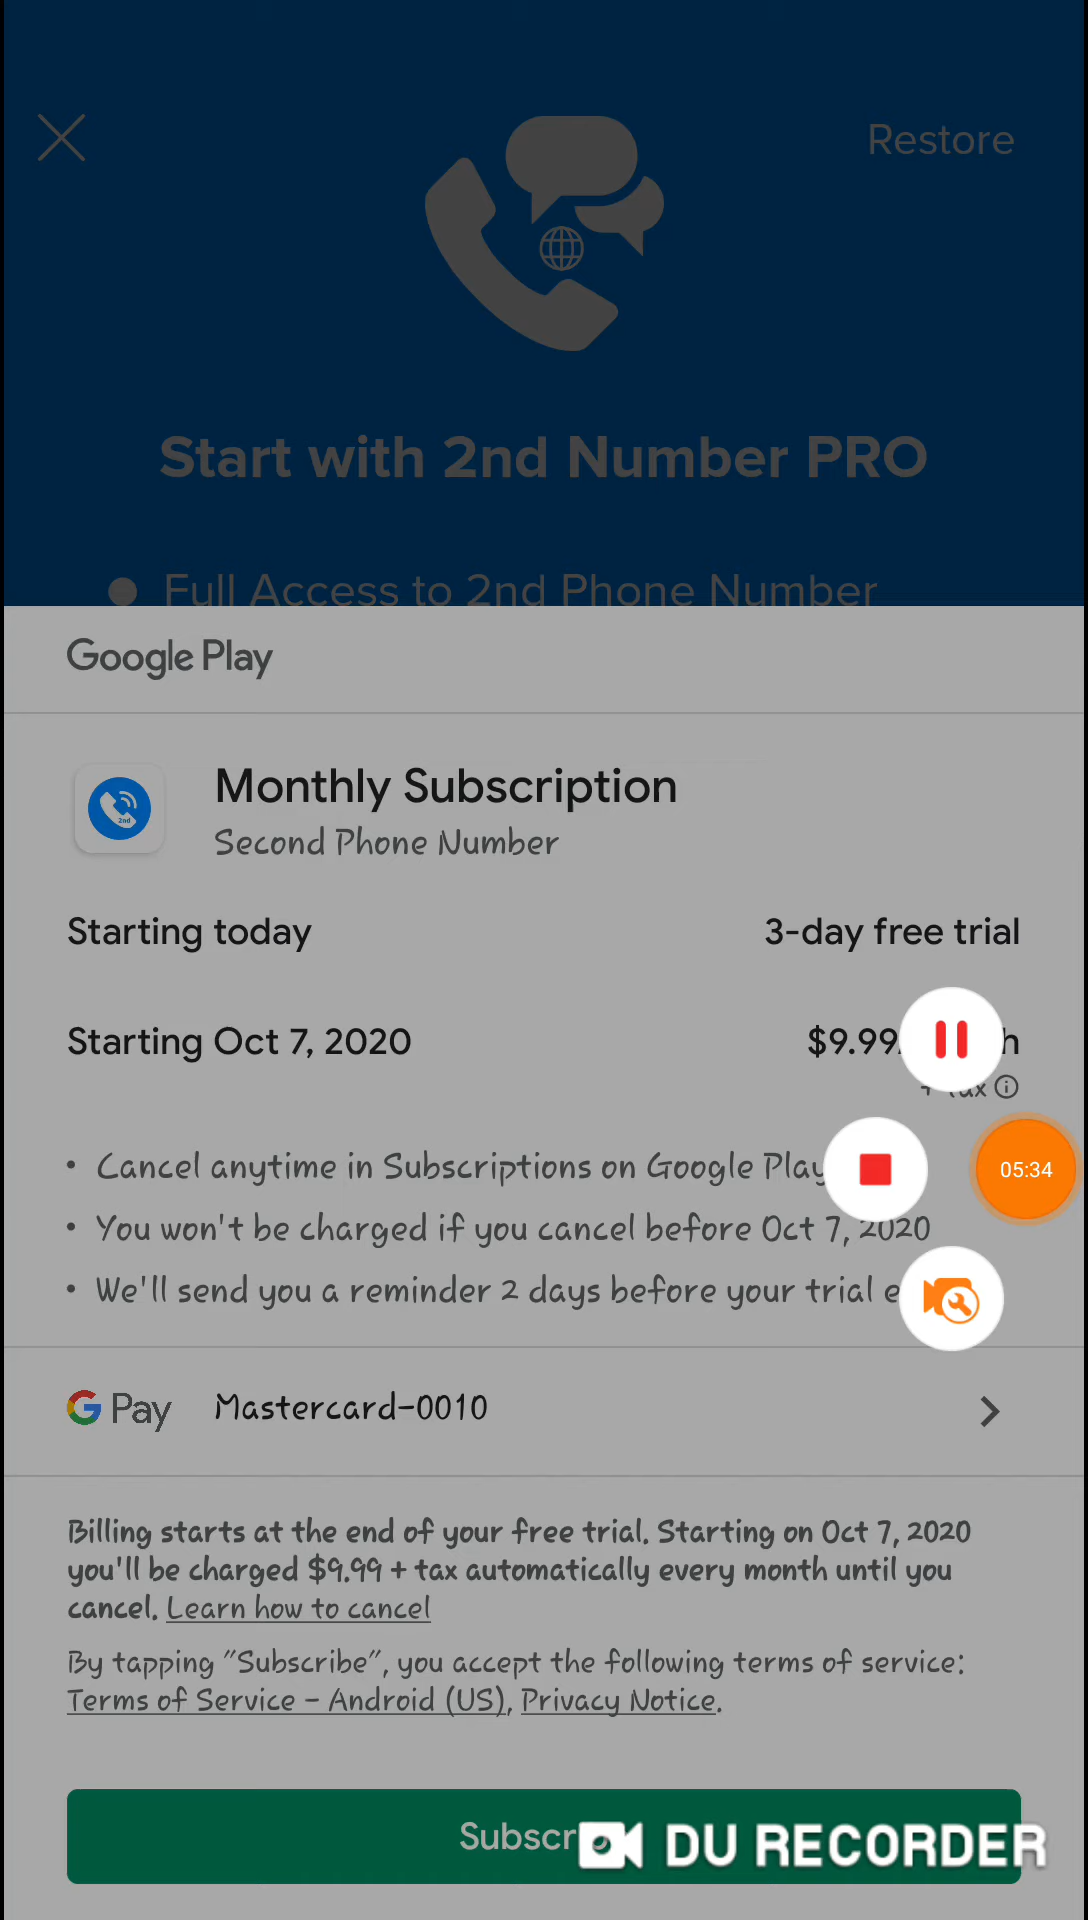 Restore
Start with 2nd Number PRO
Full Access to 2nd Phone Number
Google Play
2nd
Monthly Subscription
Second Phone Number
Starting today 3-day free trial
Starting Oct 7, 2020 $9.99
+ tax
• Cancel anytime in Subscriptions on Google Play
05:34
• You won't be charged if you cancel before Oct 7, 2020
• We'll send you a reminder 2 days before your trial
G Pay Mastercard-0010
Billing starts at the end of your free trial. Starting on Oct 7, 2020
you'll be charged $9.99 + tax automatically every month until you
cancel. Learn how to cancel
By tapping "Subscribe", you accept the following terms of service:
Terms of Service - Android (US), Privacy Notice.
DU RECORDER